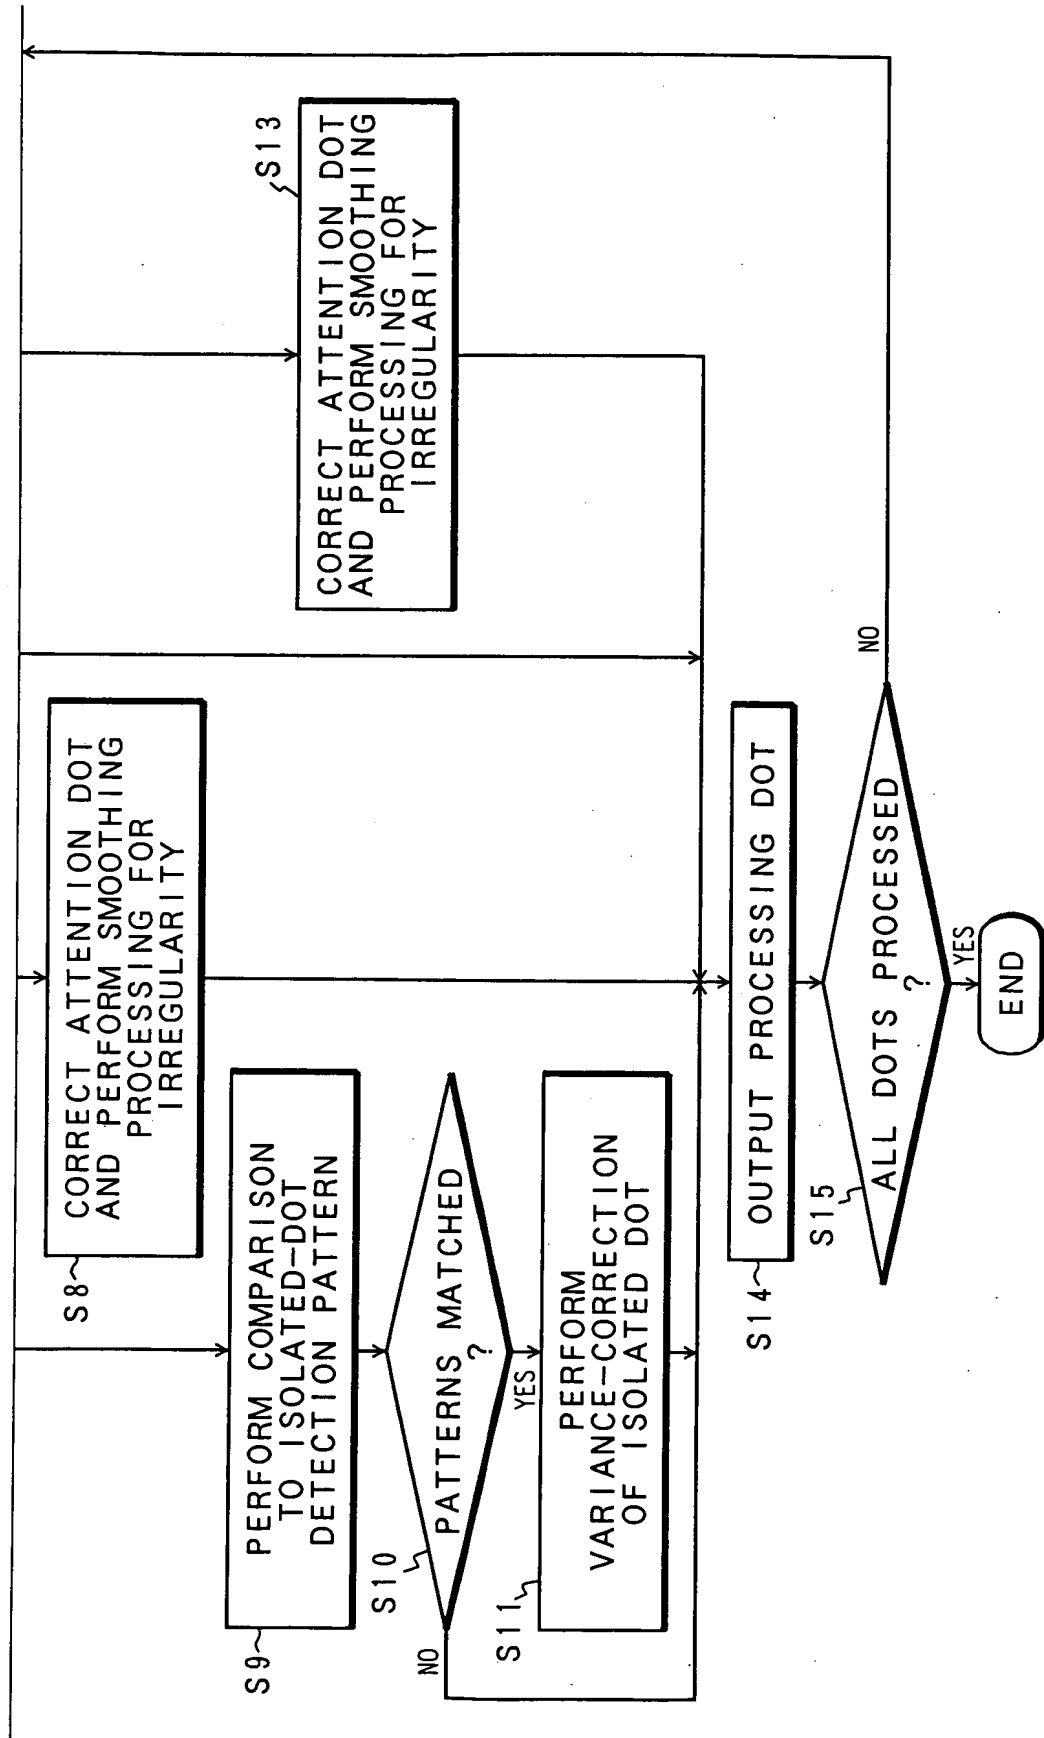 S8
CORRECT ATTENTION DOT
AND PERFORM SMOOTHING
PROCESSING FOR
IRREGULARITY
S13
CORRECT ATTENTION DOT
AND PERFORM SMOOTHING
PROCESSING FOR
IRREGULARITY
S9
PERFORM COMPARISON
TO ISOLATED-DOT
DETECTION PATTERN
S10
PATTERNS MATCHED
?
NO
YES
S11
PERFORM
VARIANCE-CORRECTION
OF ISOLATED DOT
S14
OUTPUT PROCESSING DOT
S15
ALL DOTS PROCESSED
?
NO
YES
END